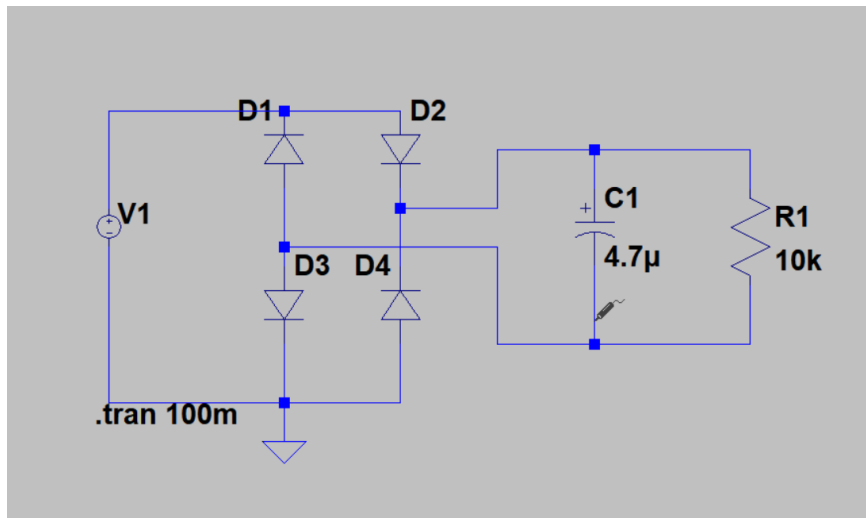 D1 D2
V1
C1
R1
D3 D4
4.7µ
10k
.tran 100m